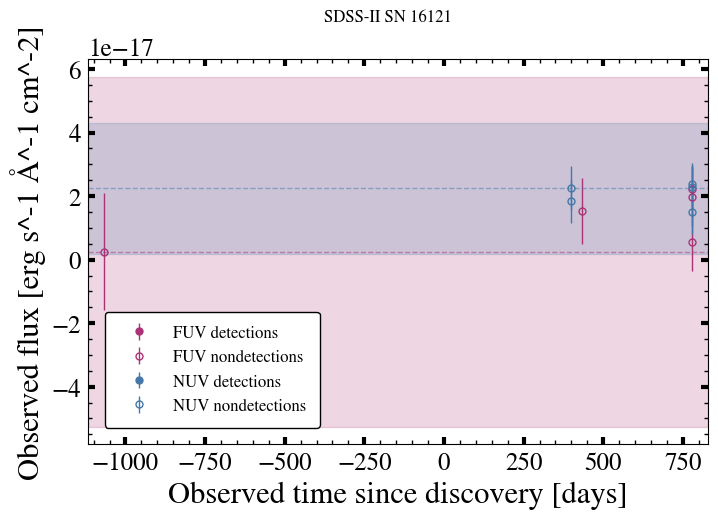 SDSS-II SN 16121
1e−17
6
4
2
0
−2
−4
Observed flux [erg s^-1 Å^-1 cm^-2]
FUV detections
FUV nondetections
NUV detections
NUV nondetections
−1000 −750 −500 −250 0 250 500 750
Observed time since discovery [days]